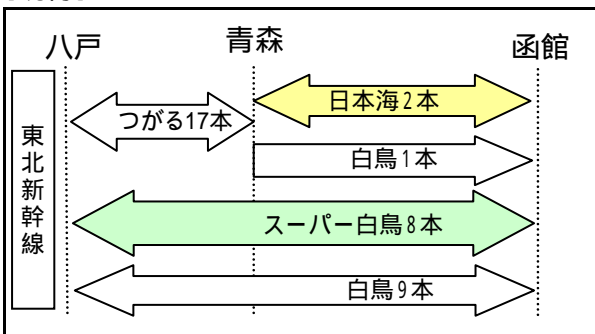 八戸
青森
函館
東北新幹線
つがる17本
日本海2本
白鳥1本
スーパー白鳥8本
白鳥9本